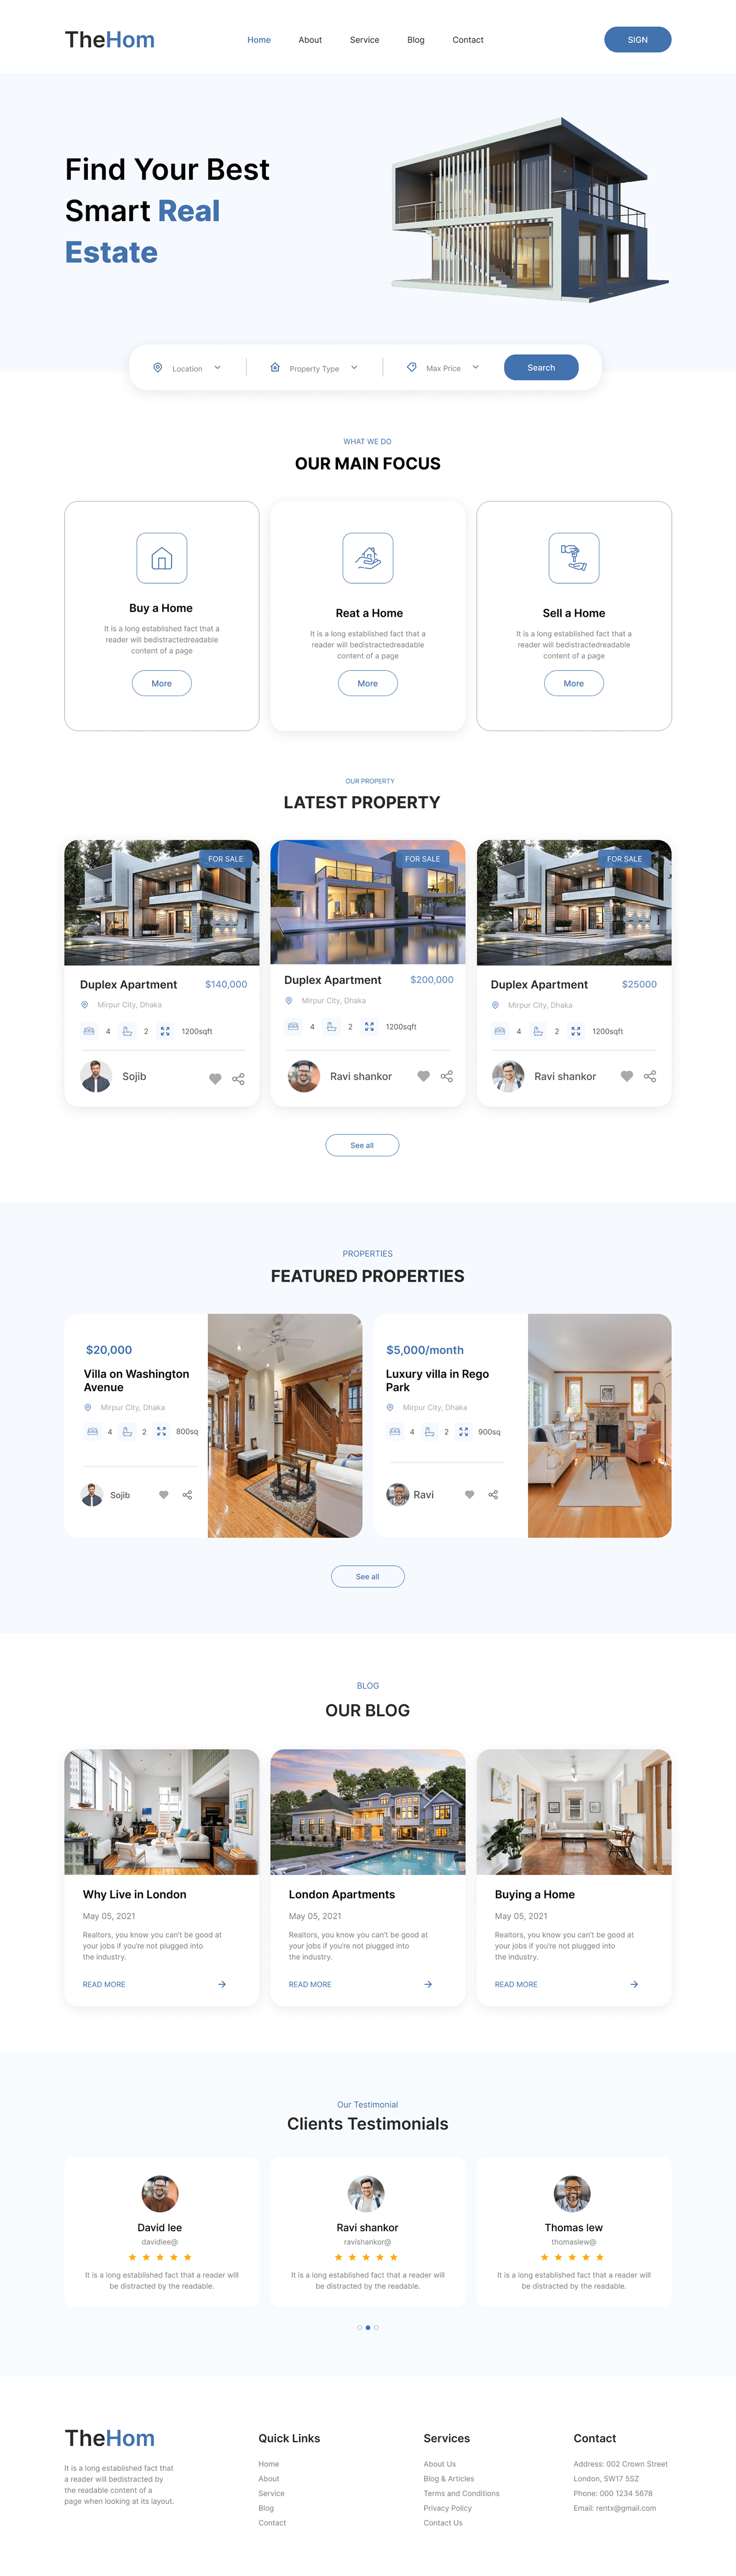 TheHom
Home
About
Service
Blog
Contact
SIGN
Find Your Best
Smart Real
Estate
Location
Property Type
Max Price
Search
WHAT WE DO
OUR MAIN FOCUS
Buy a Home
It is a long established fact that a
reader will bedistractedreadable
content of a page
More
Reat a Home
It is a long established fact that a
reader will bedistractedreadable
content of a page
More
Sell a Home
It is a long established fact that a
reader will bedistractedreadable
content of a page
More
OUR PROPERTY
LATEST PROPERTY
FOR SALE
Duplex Apartment
$140,000
Mirpur City, Dhaka
4
2
1200sqft
Sojib
FOR SALE
Duplex Apartment
$200,000
Mirpur City, Dhaka
4
2
1200sqft
Ravi shankor
FOR SALE
Duplex Apartment
$25000
Mirpur City, Dhaka
4
2
1200sqft
Ravi shankor
See all
PROPERTIES
FEATURED PROPERTIES
$20,000
Villa on Washington
Avenue
Mirpur City, Dhaka
4
2
800sq
Sojib
$5,000/month
Luxury villa in Rego
Park
Mirpur City, Dhaka
4
2
900sq
Ravi
See all
BLOG
OUR BLOG
Why Live in London
May 05, 2021
Realtors, you know you can't be good at
your jobs if you're not plugged into
the industry.
READ MORE
London Apartments
May 05, 2021
Realtors, you know you can't be good at
your jobs if you're not plugged into
the industry.
READ MORE
Buying a Home
May 05, 2021
Realtors, you know you can't be good at
your jobs if you're not plugged into
the industry.
READ MORE
Our Testimonial
Clients Testimonials
David lee
davidlee@
It is a long established fact that a reader will
be distracted by the readable.
Ravi shankor
ravishankor@
It is a long established fact that a reader will
be distracted by the readable.
Thomas lew
thomaslew@
It is a long established fact that a reader will
be distracted by the readable.
TheHom
It is a long established fact that
a reader will bedistracted by
the readable content of a
page when looking at its layout.
Quick Links
Home
About
Service
Blog
Contact
Services
About Us
Blog & Articles
Terms and Conditions
Privacy Policy
Contact Us
Contact
Address: 002 Crown Street
London, SW17 5SZ
Phone: 000 1234 5678
Email: rentx@gmail.com